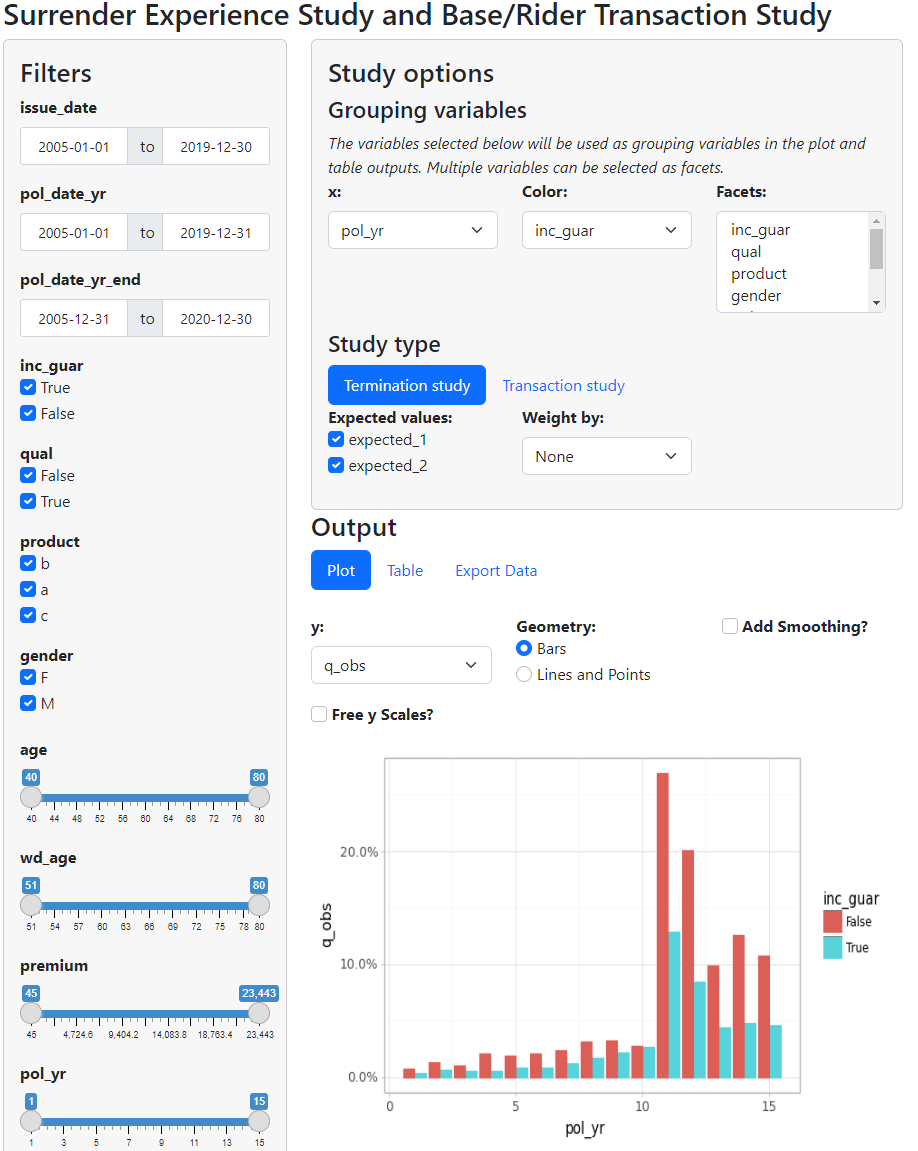 Surrender Experience Study and Base/Rider Transaction Study
Filters
issue_date
2005-01-01 to 2019-12-30
pol_date_yr
2005-01-01 to 2019-12-31
pol_date_yr_end
2005-12-31 to 2020-12-30
inc_guar
True
False
qual
False
True
product
b
a
c
gender
F
M
age
40 80
40 44 48 52 56 60 64 68 72 76 80
wd_age
51 80
51 54 57 60 63 66 69 72 75 78 80
premium
45 23,443
45 4,724.6 9,404.2 14,083.8 18,763.4 23,443
pol_yr
1 15
1 3 5 7 9 11 13 15
Study options
Grouping variables
The variables selected below will be used as grouping variables in the plot and
table outputs. Multiple variables can be selected as facets.
x: Color: Facets:
pol_yr inc_guar
inc_guar
qual
product
gender
Study type
Termination study Transaction study
Expected values: Weight by:
expected_1
expected_2
None
Output
Plot Table Export Data
y: Geometry: Add Smoothing?
q_obs
Bars
Lines and Points
Free y Scales?
20.0%
10.0%
0.0%
q_obs
0 5 10 15
pol_yr
inc_guar
False
True